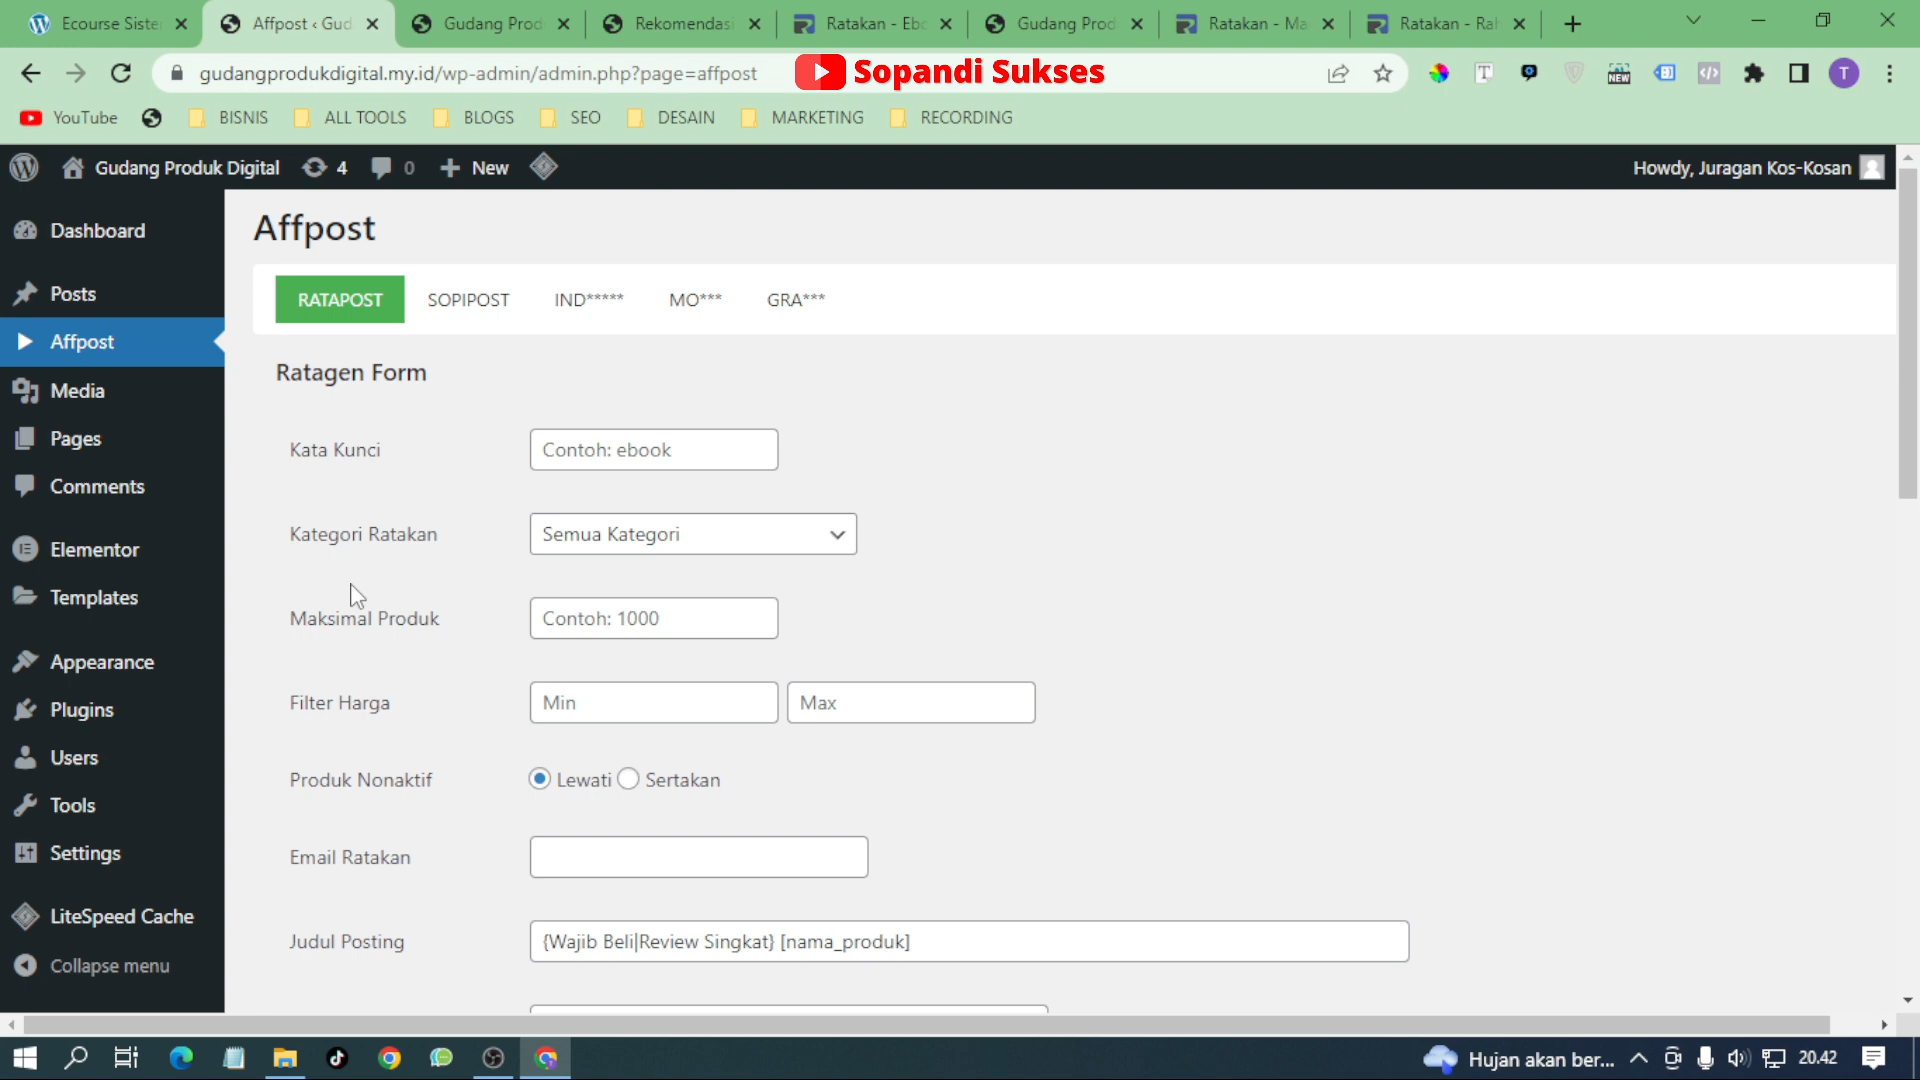 Ecourse Siste
Affpost ‹ Gud
Gudang Prod
Rekomendasi
Ratakan - Ebo
Gudang Prod
Ratakan - Ma
Ratakan - Rah
gudangprodukdigital.my.id/wp-admin/admin.php?page=affpost
Sopandi Sukses
T
NEW
T
YouTube
BISNIS
ALL TOOLS
BLOGS
SEO
DESAIN
MARKETING
RECORDING
Gudang Produk Digital
4
0
New
Howdy, Juragan Kos-Kosan
Dashboard
Posts
Affpost
Media
Pages
Comments
Elementor
Templates
Appearance
Plugins
Users
Tools
Settings
LiteSpeed Cache
Collapse menu
Affpost
RATAPOST
SOPIPOST
IND*****
MO***
GRA***
Ratagen Form
Kata Kunci
Contoh: ebook
Kategori Ratakan
Semua Kategori
Maksimal Produk
Contoh: 1000
Filter Harga
Min
Max
Produk Nonaktif
Lewati
Sertakan
Email Ratakan
Judul Posting
{Wajib Beli|Review Singkat} [nama_produk]
Hujan akan ber...
20.42